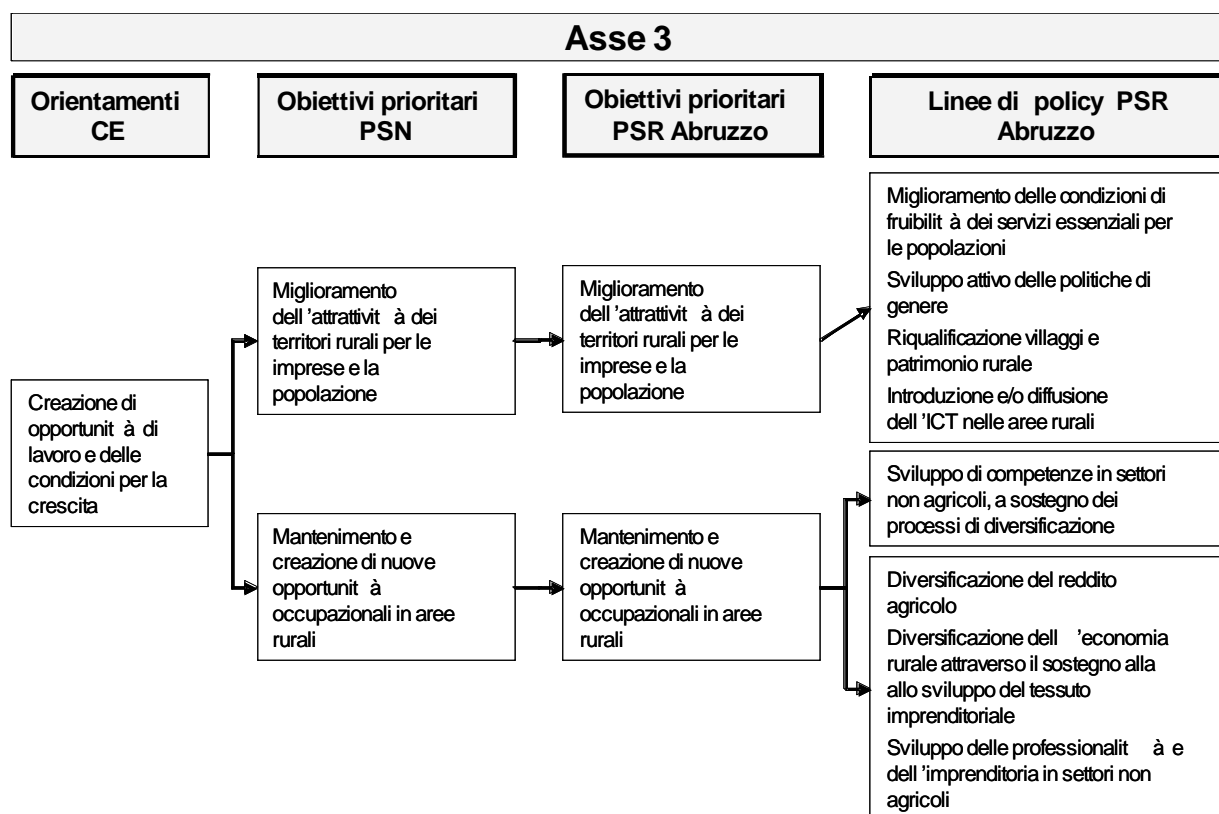 Asse 3
Orientamenti
CE
Obiettivi prioritari
PSN
Obiettivi prioritari
PSR Abruzzo
Linee di policy PSR
Abruzzo
Creazione di
opportunit à di
lavoro e delle
condizioni per la
crescita
Miglioramento
dell ’attrattivit à dei
territori rurali per le
imprese e la
popolazione
Miglioramento
dell ’attrattivit à dei
territori rurali per le
imprese e la
popolazione
Miglioramento delle condizioni di
fruibilit à dei servizi essenziali per
le popolazioni
Sviluppo attivo delle politiche di
genere
Riqualificazione villaggi e
patrimonio rurale
Introduzione e/o diffusione
dell ’ICT nelle aree rurali
Mantenimento e
creazione di nuove
opportunit à
occupazionali in aree
rurali
Mantenimento e
creazione di nuove
opportunit à
occupazionali in aree
rurali
Sviluppo di competenze in settori
non agricoli, a sostegno dei
processi di diversificazione
Diversificazione del reddito
agricolo
Diversificazione dell ’economia
rurale attraverso il sostegno alla
allo sviluppo del tessuto
imprenditoriale
Sviluppo delle professionalit à e
dell ’imprenditoria in settori non
agricoli